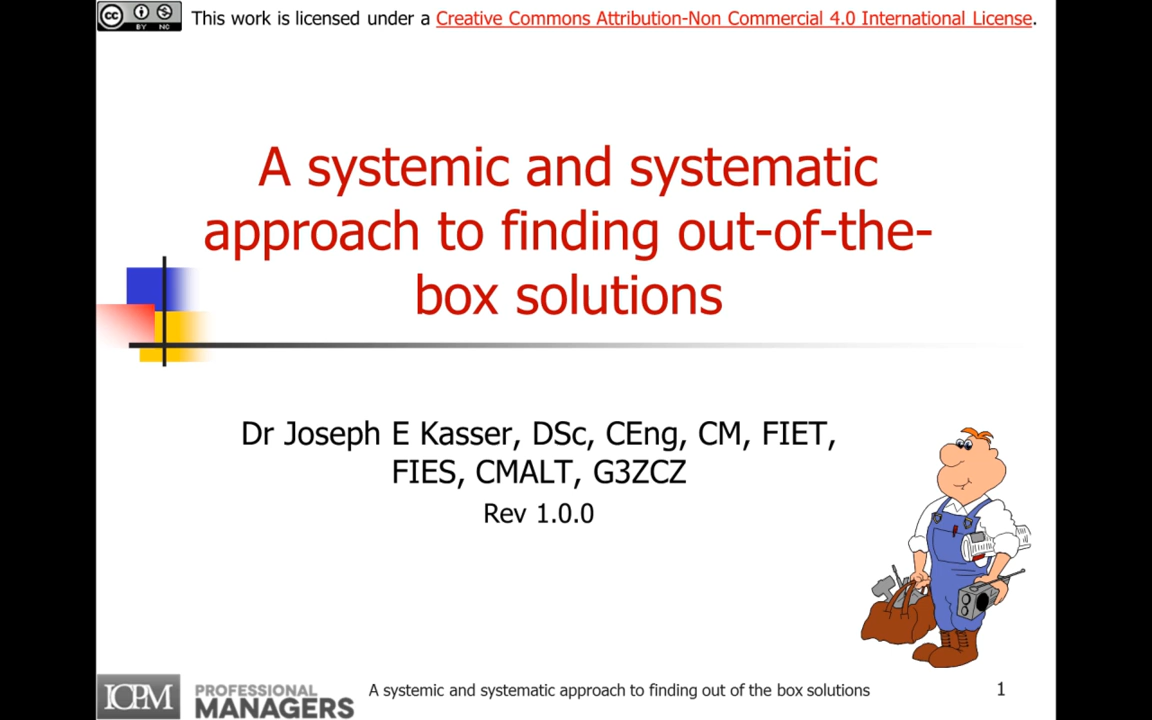 BY NC
This work is licensed under a Creative Commons Attribution-Non Commercial 4.0 International License.
A systemic and systematic
approach to finding out-of-the-
box solutions
Dr Joseph E Kasser, DSc, CEng, CM, FIET,
FIES, CMALT, G3ZCZ
Rev 1.0.0
ICPM
PROFESSIONAL
MANAGERS
A systemic and systematic approach to finding out of the box solutions
1